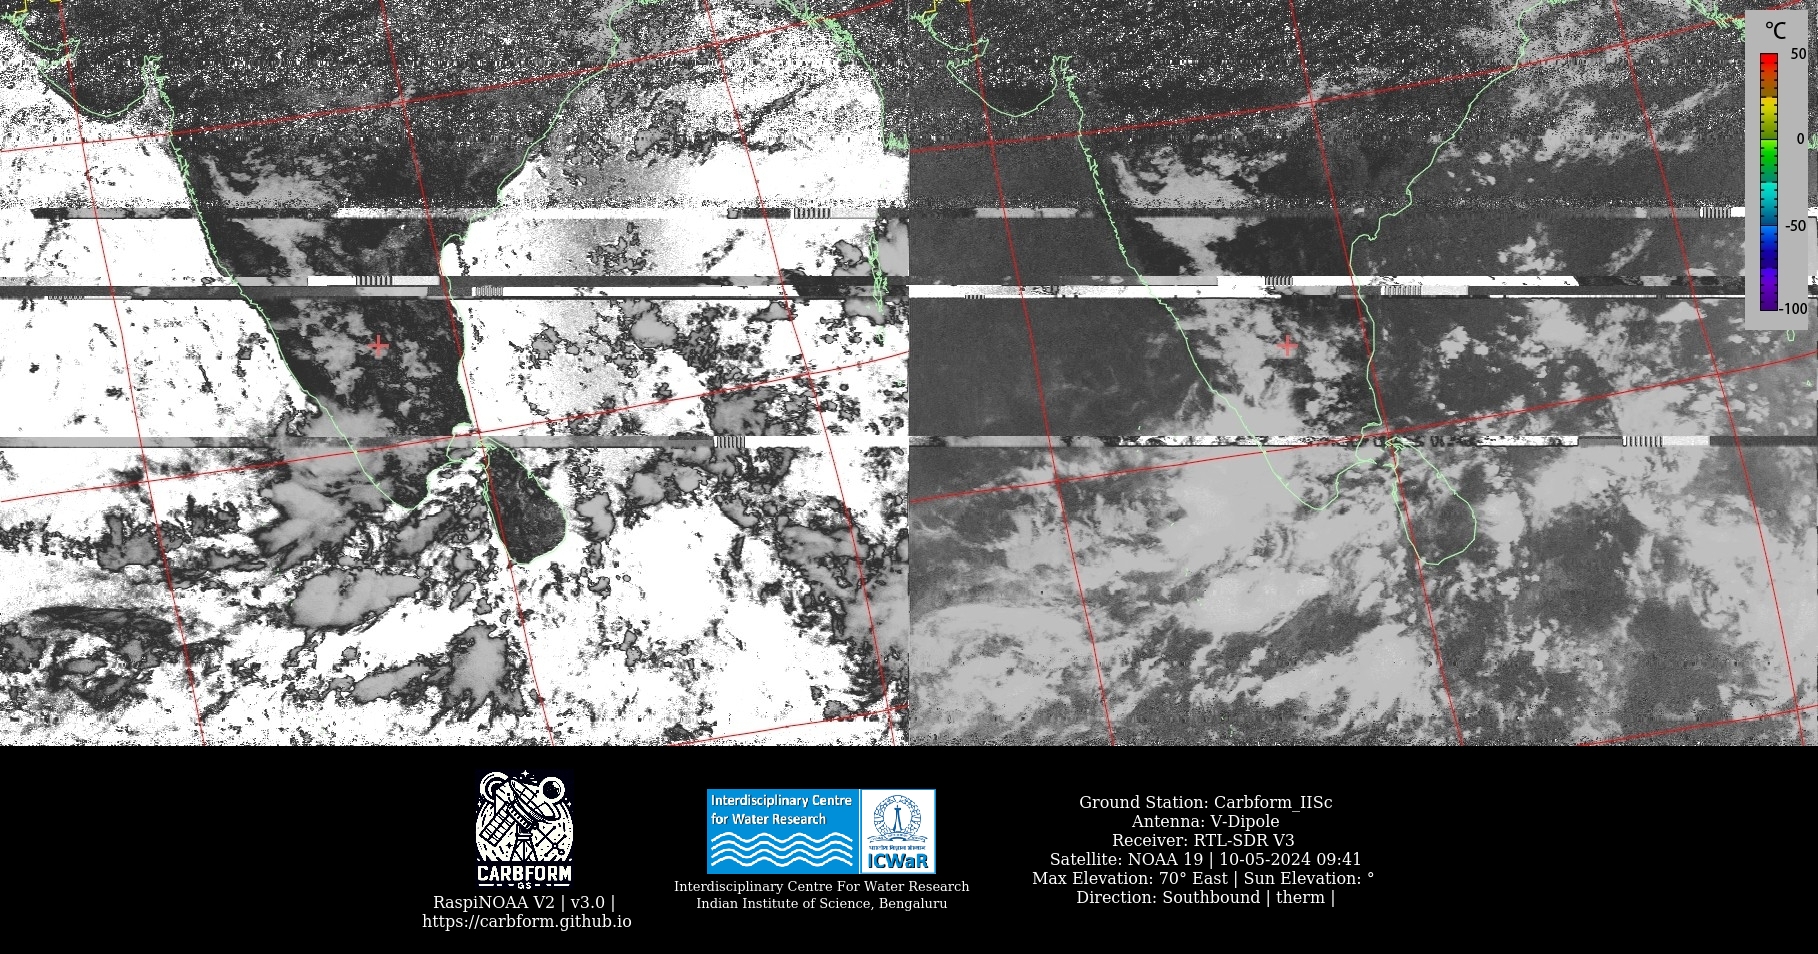 °C
50
0
-50
-100
CARBFORM
GS
RaspiNOAA V2 | v3.0 |
https://carbform.github.io
Interdisciplinary Centre
for Water Research
ICWaR
Interdisciplinary Centre For Water Research
Indian Institute of Science, Bengaluru
Ground Station: Carbform_IISc
Antenna: V-Dipole
Receiver: RTL-SDR V3
Satellite: NOAA 19 | 10-05-2024 09:41
Max Elevation: 70° East | Sun Elevation: °
Direction: Southbound | therm |